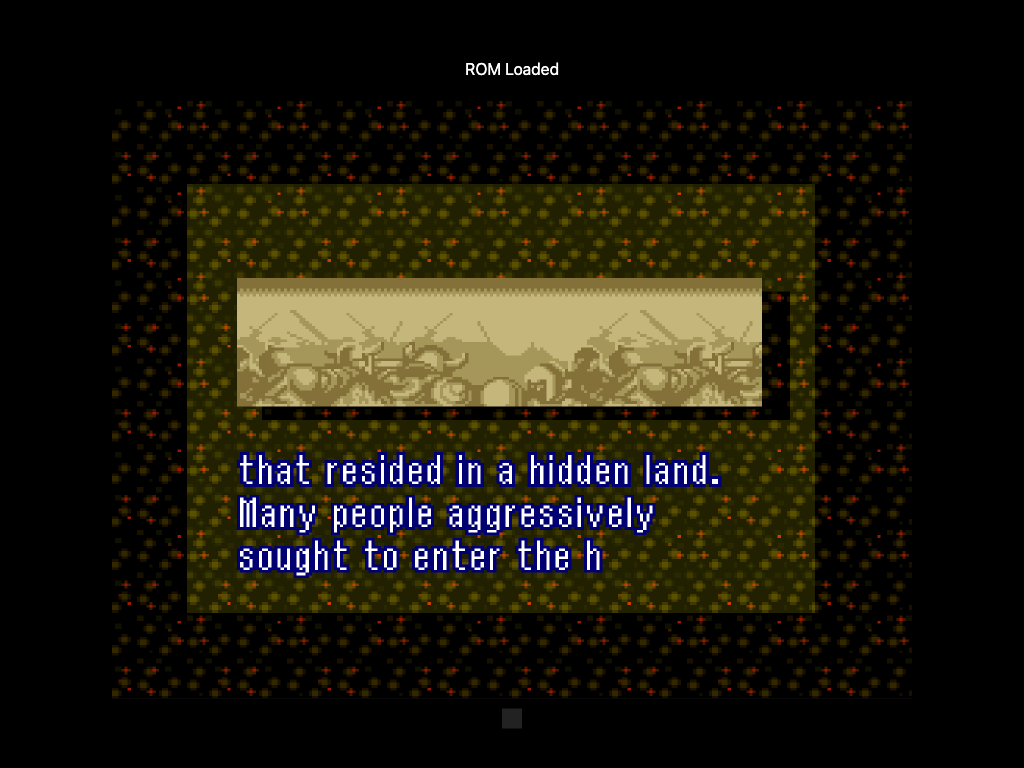 ROM Loaded
that resided in a hidden land.
Many people aggressively
sought to enter the h